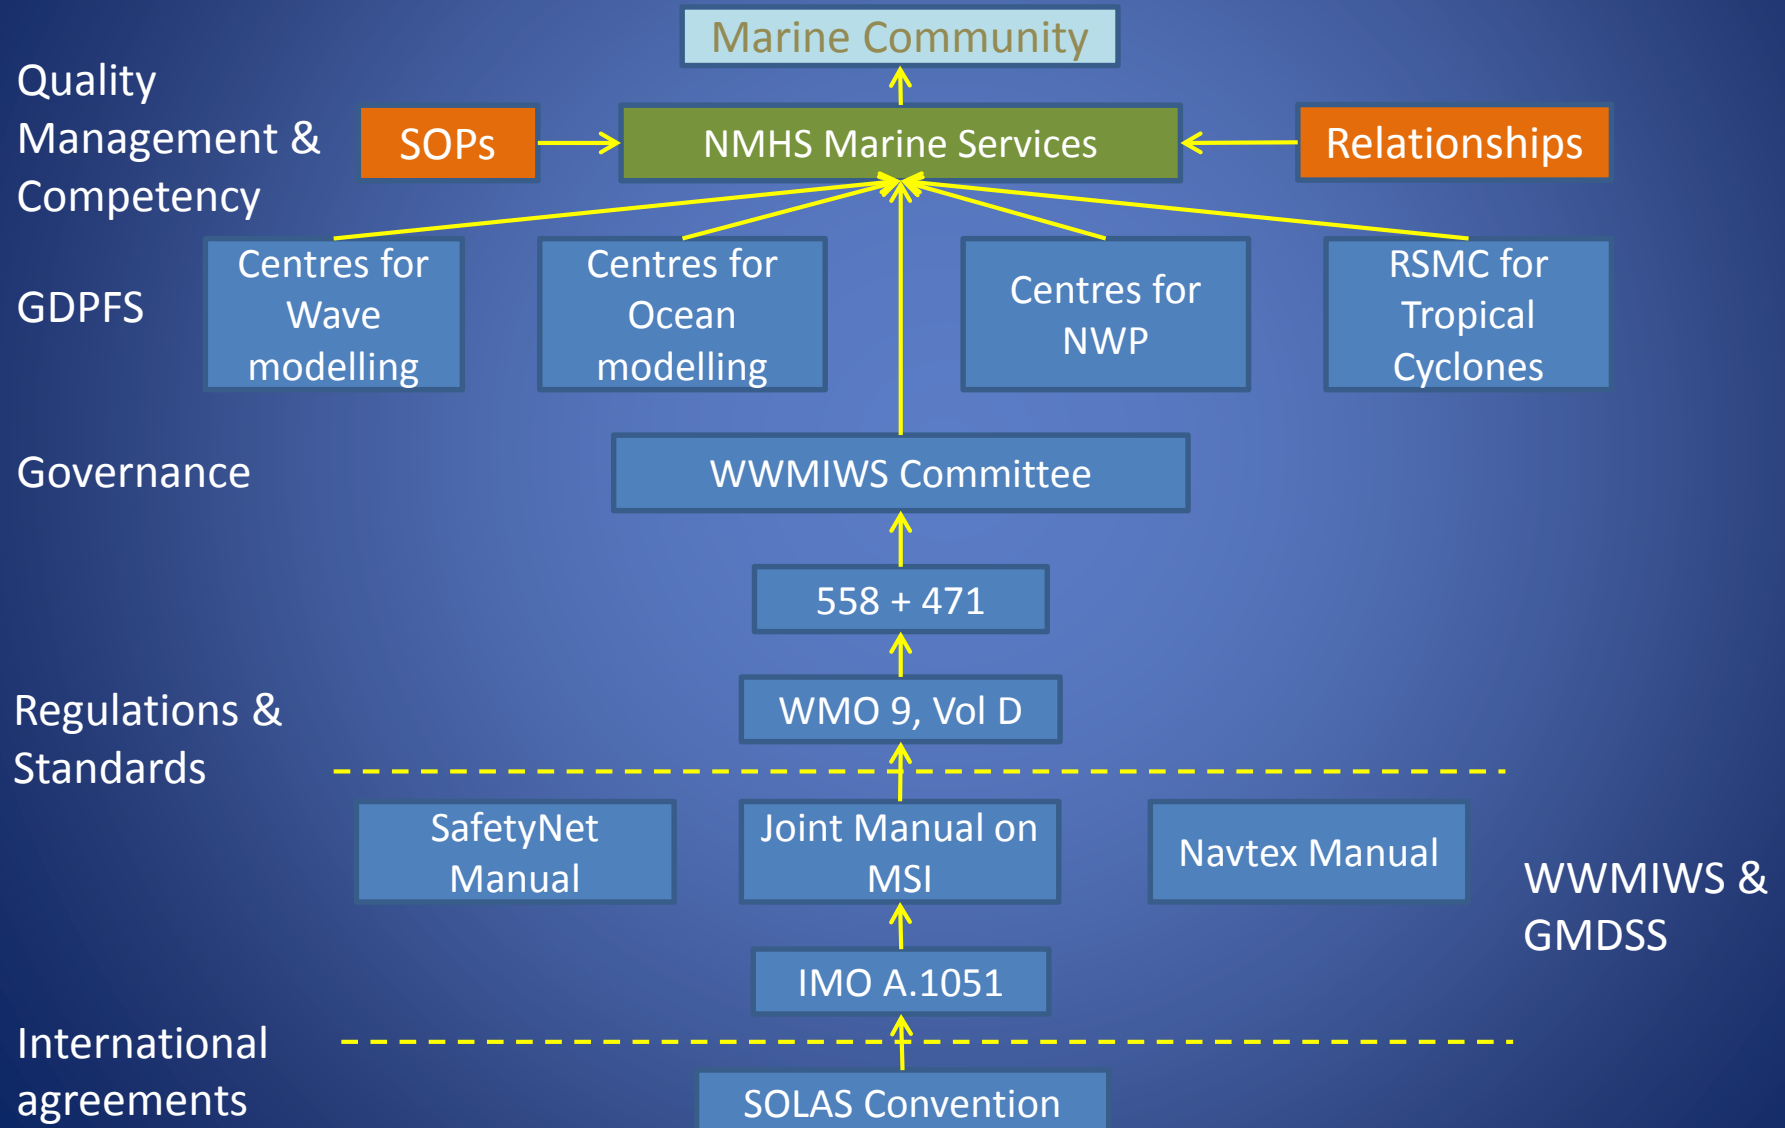 Marine Community
Quality
Management &
Competency
SOPs
NMHS Marine Services
Relationships
GDPFS
Centres for
Wave
modelling
Centres for
Ocean
modelling
Centres for
NWP
RSMC for
Tropical
Cyclones
Governance
WWMIWS Committee
558 + 471
Regulations &
Standards
WMO 9, Vol D
SafetyNet
Manual
Joint Manual on
MSI
Navtex Manual
WWMIWS &
GMDSS
IMO A.1051
International
agreements
SOLAS Convention